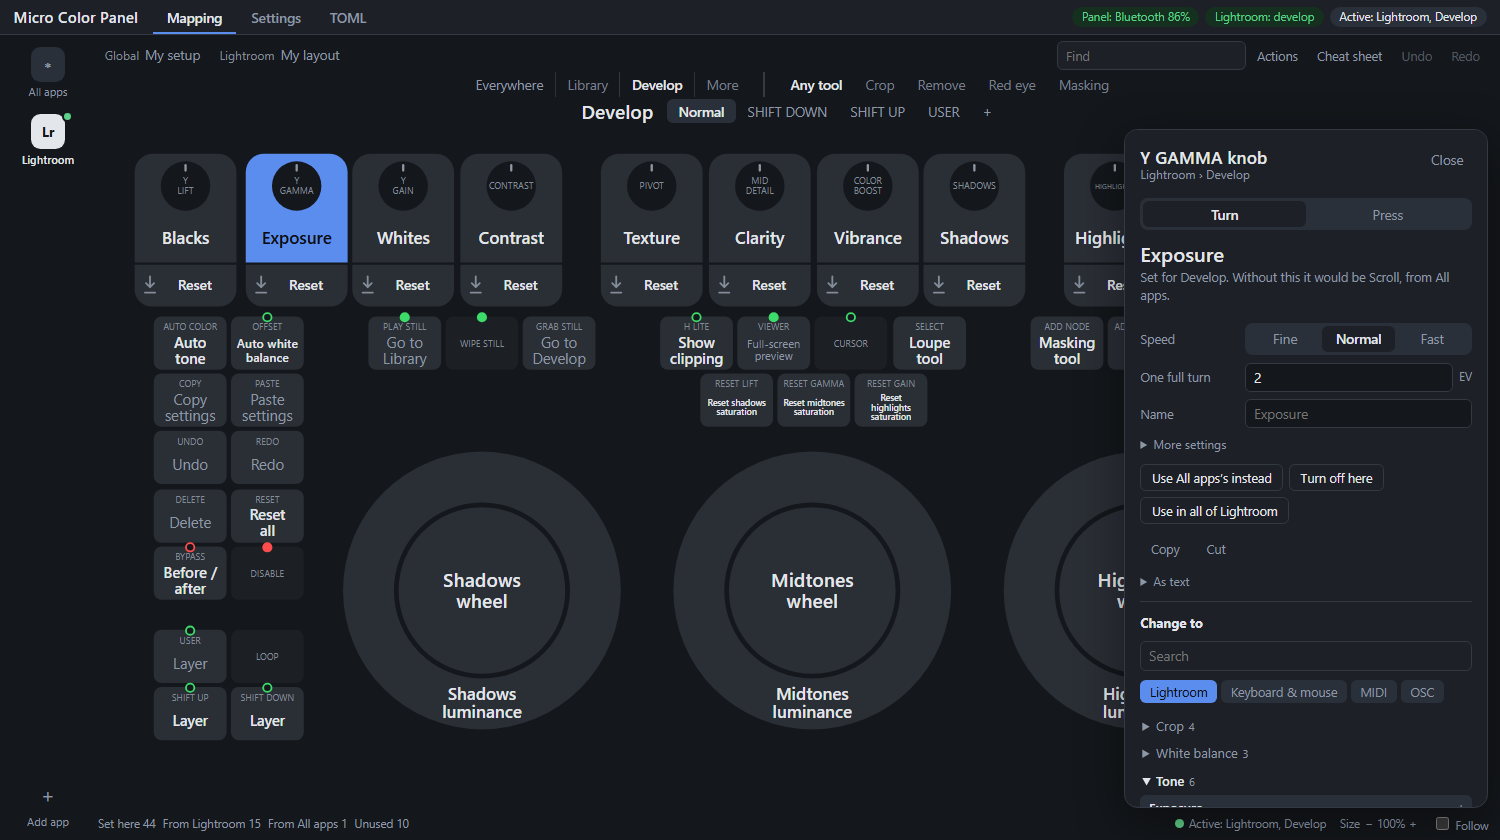 Micro Color Panel
Mapping
Settings
TOML
Panel: Bluetooth 86%
Lightroom: develop
Active: Lightroom, Develop
*
All apps
Lr
Lightroom
Global My setup
Lightroom My layout
Find
Actions
Cheat sheet
Undo
Redo
Everywhere
Library
Develop
More
Any tool
Crop
Remove
Red eye
Masking
Develop
Normal
SHIFT DOWN
SHIFT UP
USER
+
Y
LIFT
Blacks
Reset
Y
GAMMA
Exposure
Reset
Y
GAIN
Whites
Reset
CONTRAST
Contrast
Reset
PIVOT
Texture
Reset
MID
DETAIL
Clarity
Reset
COLOR
BOOST
Vibrance
Reset
SHADOWS
Shadows
Reset
HIGHLIG
Highlig
Res
AUTO COLOR
Auto
tone
OFFSET
Auto white
balance
PLAY STILL
Go to
Library
WIPE STILL
GRAB STILL
Go to
Develop
H LITE
Show
clipping
VIEWER
Full-screen
preview
CURSOR
SELECT
Loupe
tool
ADD NODE
Masking
tool
COPY
Copy
settings
PASTE
Paste
settings
RESET LIFT
Reset shadows
saturation
RESET GAMMA
Reset midtones
saturation
RESET GAIN
Reset
highlights
saturation
UNDO
Undo
REDO
Redo
DELETE
Delete
RESET
Reset
all
BYPASS
Before /
after
DISABLE
USER
Layer
LOOP
SHIFT UP
Layer
SHIFT DOWN
Layer
Shadows
wheel
Shadows
luminance
Midtones
wheel
Midtones
luminance
Hig
w
Hig
lum
Y GAMMA knob
Lightroom › Develop
Close
Turn
Press
Exposure
Set for Develop. Without this it would be Scroll, from All
apps.
Speed
Fine
Normal
Fast
One full turn
2
EV
Name
Exposure
More settings
Use All apps's instead
Turn off here
Use in all of Lightroom
Copy
Cut
As text
Change to
Search
Lightroom
Keyboard & mouse
MIDI
OSC
Crop 4
White balance 3
Tone 6
Exposure
+
Add app
Set here 44 From Lightroom 15 From All apps 1 Unused 10
Active: Lightroom, Develop
Size − 100% +
Follow